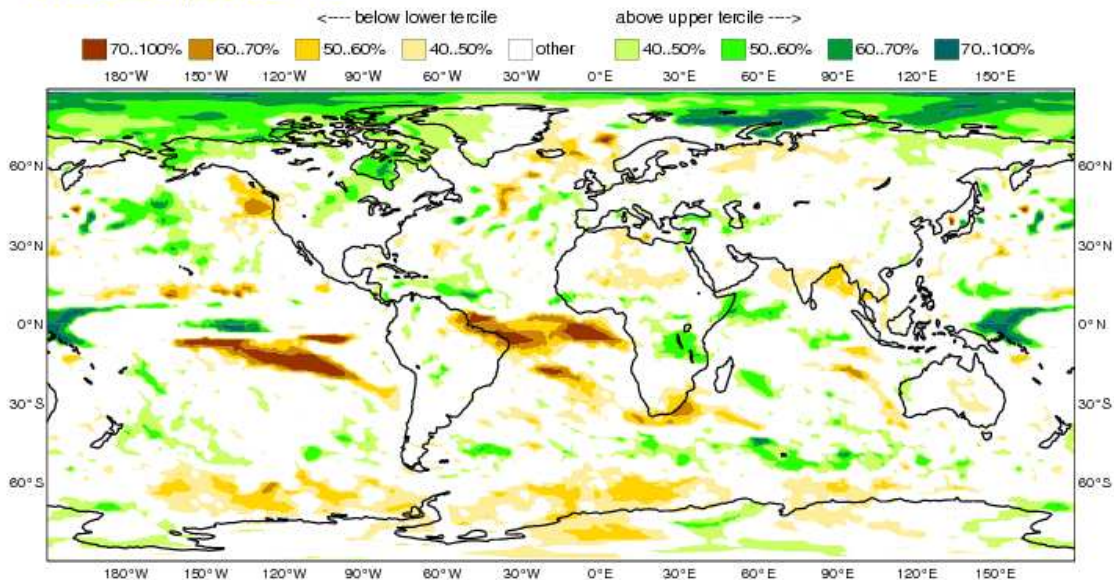 <---- below lower tercile above upper tercile ---->
70..100% 60..70% 50..60% 40..50% other 40..50% 50..60% 60..70% 70..100%
180°W 150°W 120°W 90°W 60°W 30°W 0°E 30°E 60°E 90°E 120°E 150°E
60°N 60°N
30°N 30°N
0°N 0°N
30°S 30°S
60°S 60°S
180°W 150°W 120°W 90°W 60°W 30°W 0°E 30°E 60°E 90°E 120°E 150°E